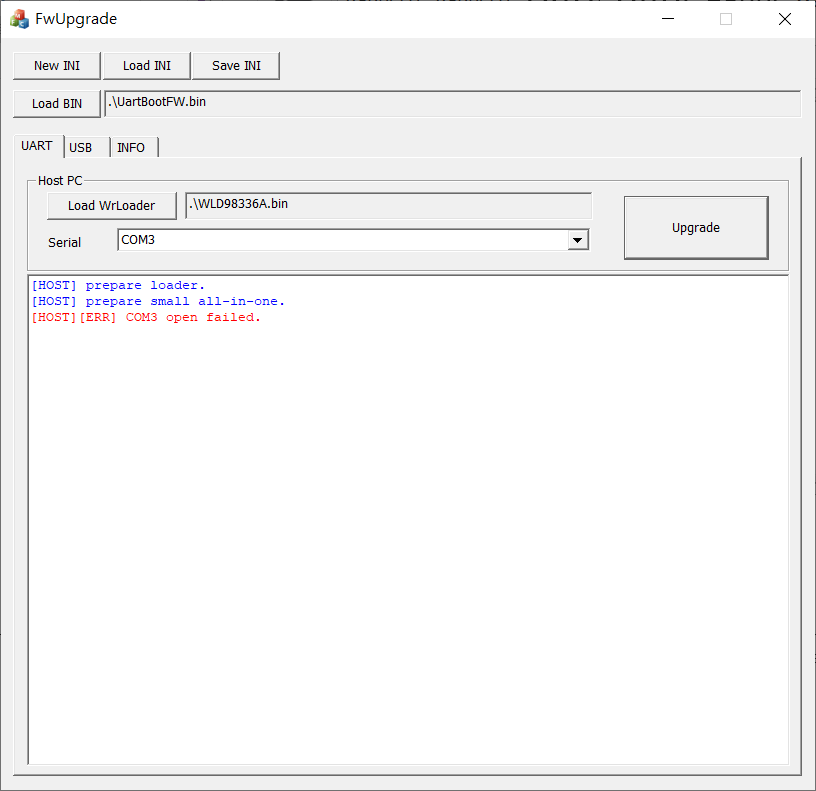 FwUpgrade
New INI Load INI Save INI
Load BIN .\UartBootFW.bin
UART USB INFO
Host PC
Load WrLoader .\WLD98336A.bin
Upgrade
Serial COM3
[HOST] prepare loader.
[HOST] prepare small all-in-one.
[HOST][ERR] COM3 open failed.